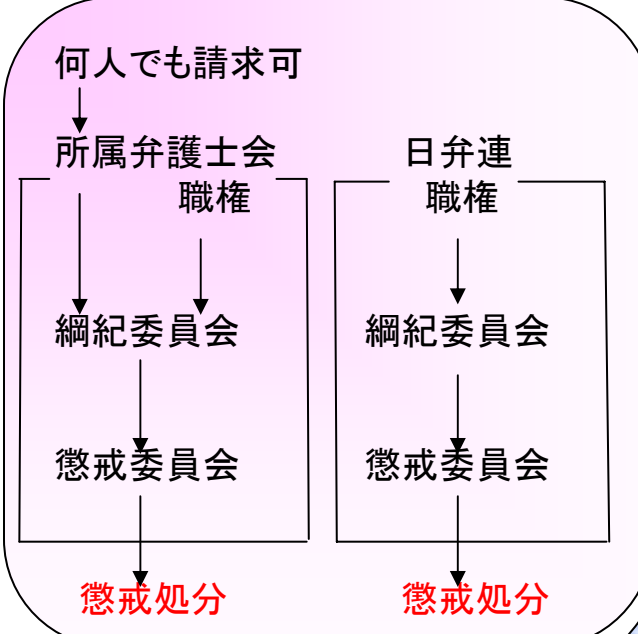 何人でも請求可
所属弁護士会
職権
綱紀委員会
懲戒委員会
懲戒処分
日弁連
職権
綱紀委員会
懲戒委員会
懲戒処分